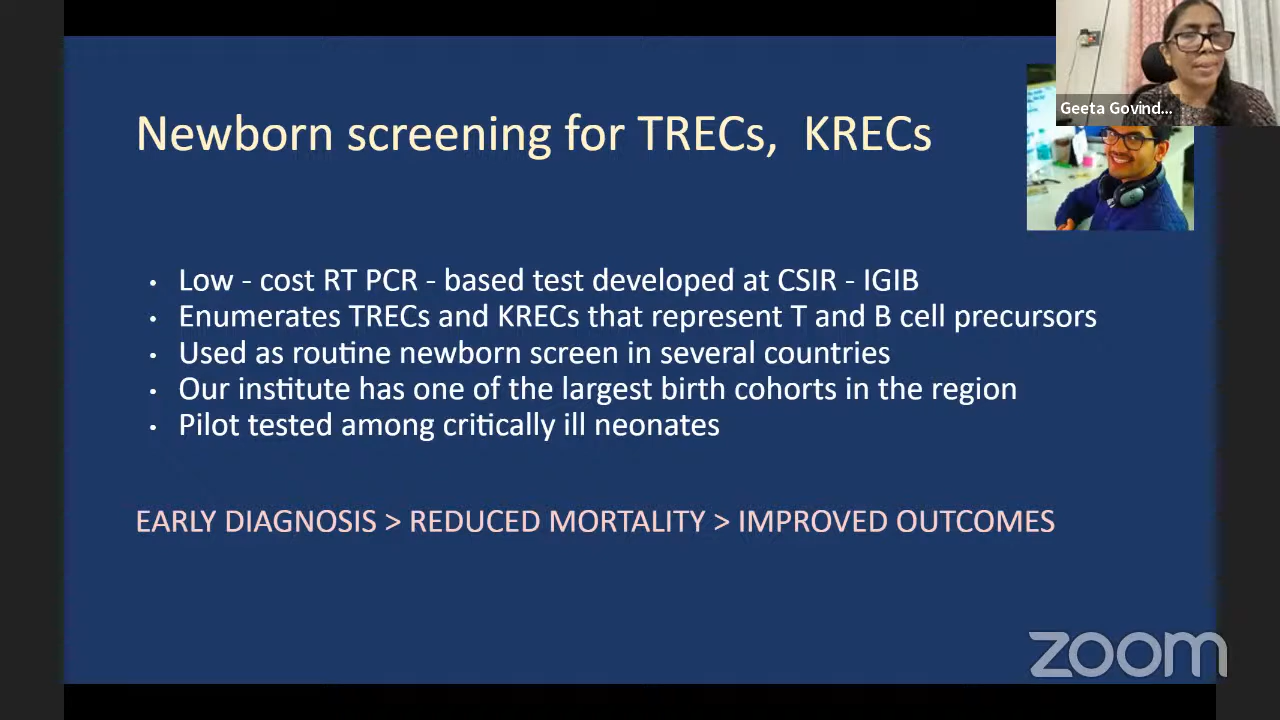 Geeta Govind...
Newborn screening for TRECs, KRECs
• Low - cost RT PCR - based test developed at CSIR - IGIB
• Enumerates TRECs and KRECs that represent T and B cell precursors
• Used as routine newborn screen in several countries
• Our institute has one of the largest birth cohorts in the region
• Pilot tested among critically ill neonates
EARLY DIAGNOSIS > REDUCED MORTALITY > IMPROVED OUTCOMES
zoom